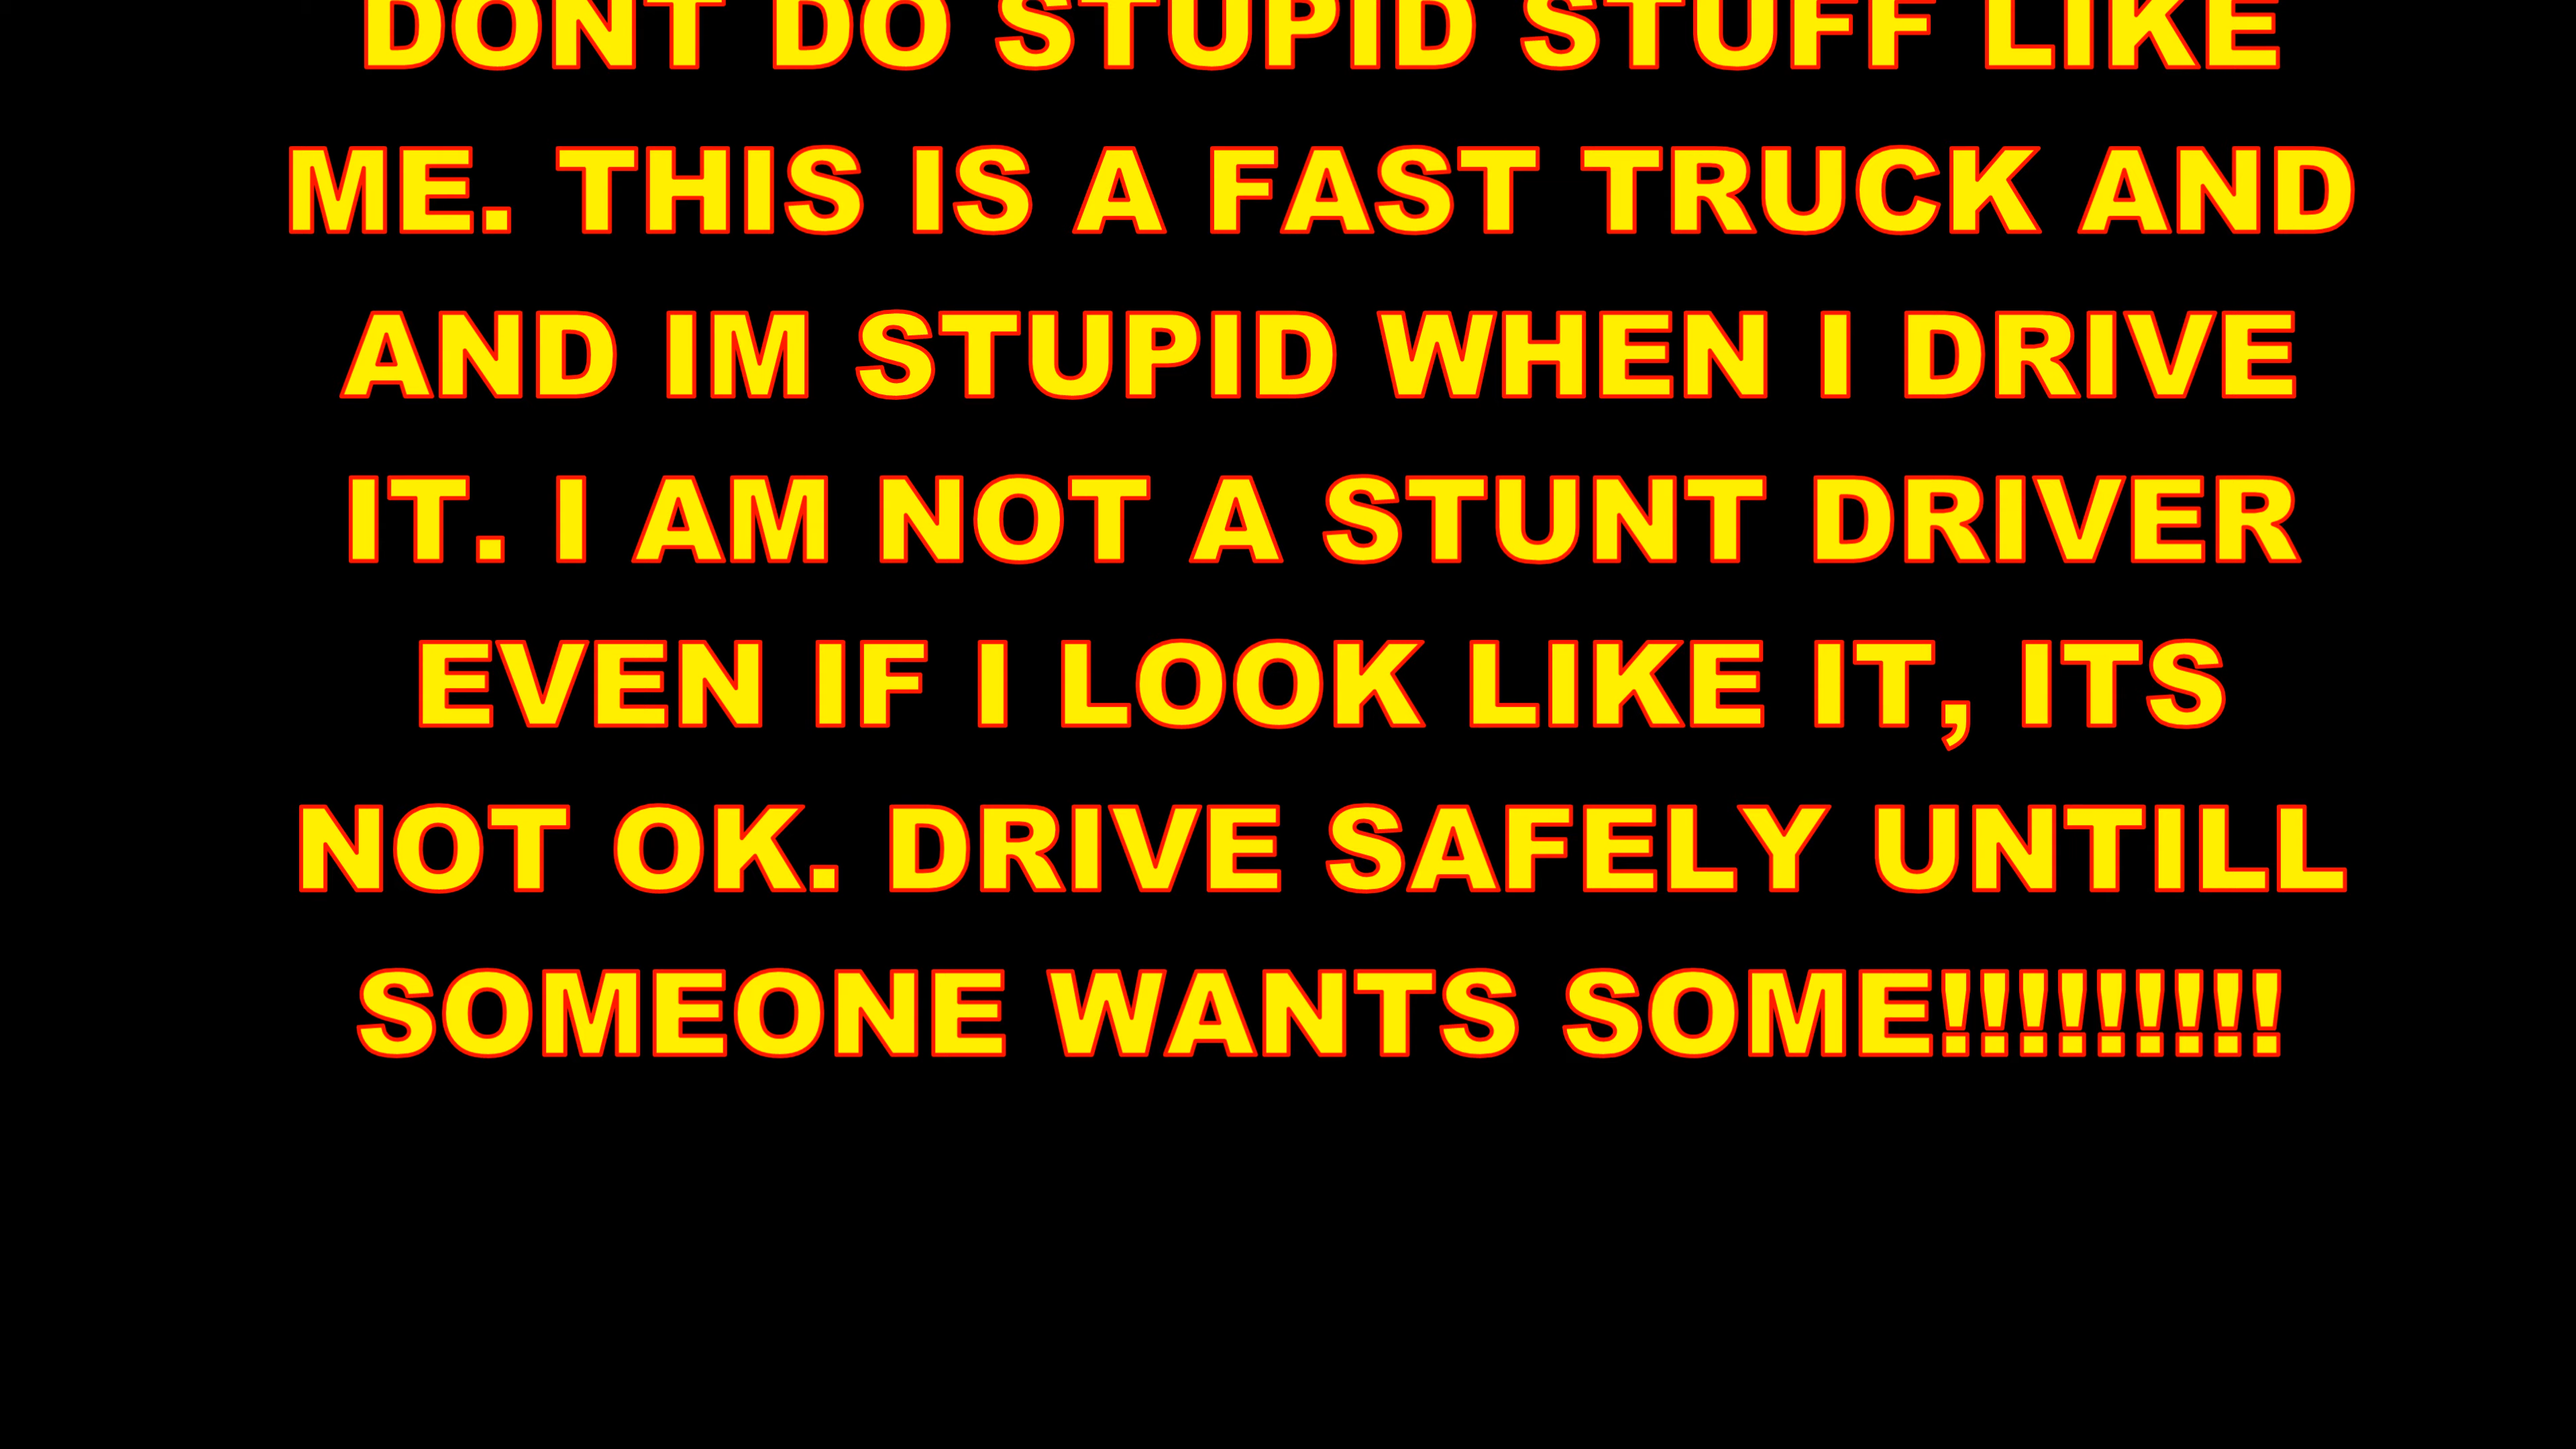 DONT DO STUPID STUFF LIKE
ME. THIS IS A FAST TRUCK AND
AND IM STUPID WHEN I DRIVE
IT. I AM NOT A STUNT DRIVER
EVEN IF I LOOK LIKE IT, ITS
NOT OK. DRIVE SAFELY UNTILL
SOMEONE WANTS SOME!!!!!!!!!